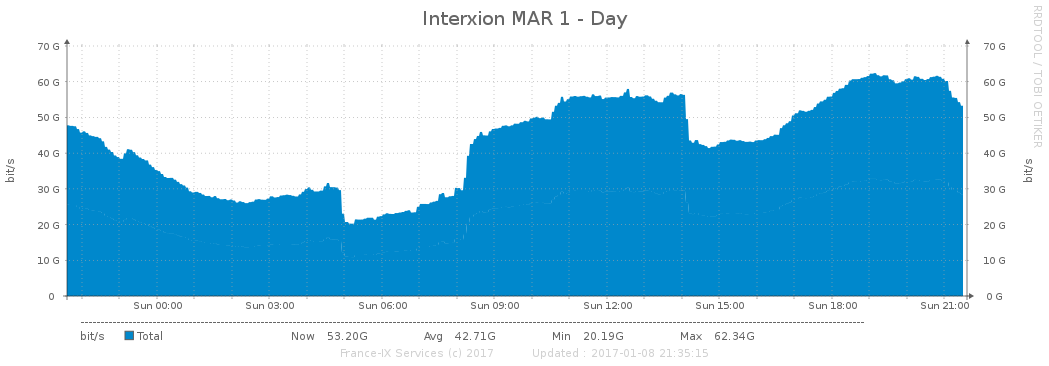 Interxion MAR 1 - Day
RRDTOOL / TOBI OETIKER
bit/s
bit/s
70 G 70 G
60 G 60 G
50 G 50 G
40 G 40 G
30 G 30 G
20 G 20 G
10 G 10 G
0 0 G
Sun 00:00 Sun 03:00 Sun 06:00 Sun 09:00 Sun 12:00 Sun 15:00 Sun 18:00 Sun 21:00
bit/s Total Now 53.20G Avg 42.71G Min 20.19G Max 62.34G
France-IX Services (c) 2017 Updated : 2017-01-08 21:35:15